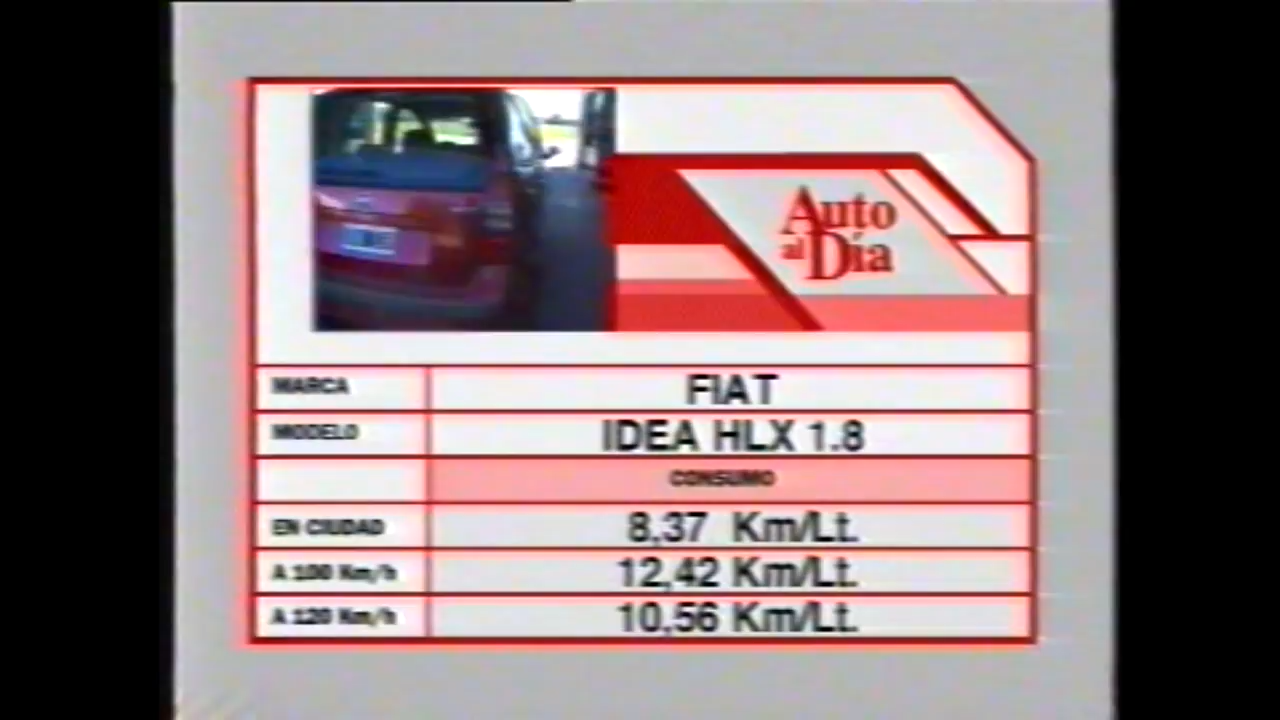 Auto
al Día
MARCA FIAT
MODELO IDEA HLX 1.8
CONSUMO
EN CIUDAD 8,37 Km/Lt.
A 100 Km/h 12,42 Km/Lt.
A 120 Km/h 10,56 Km/Lt.